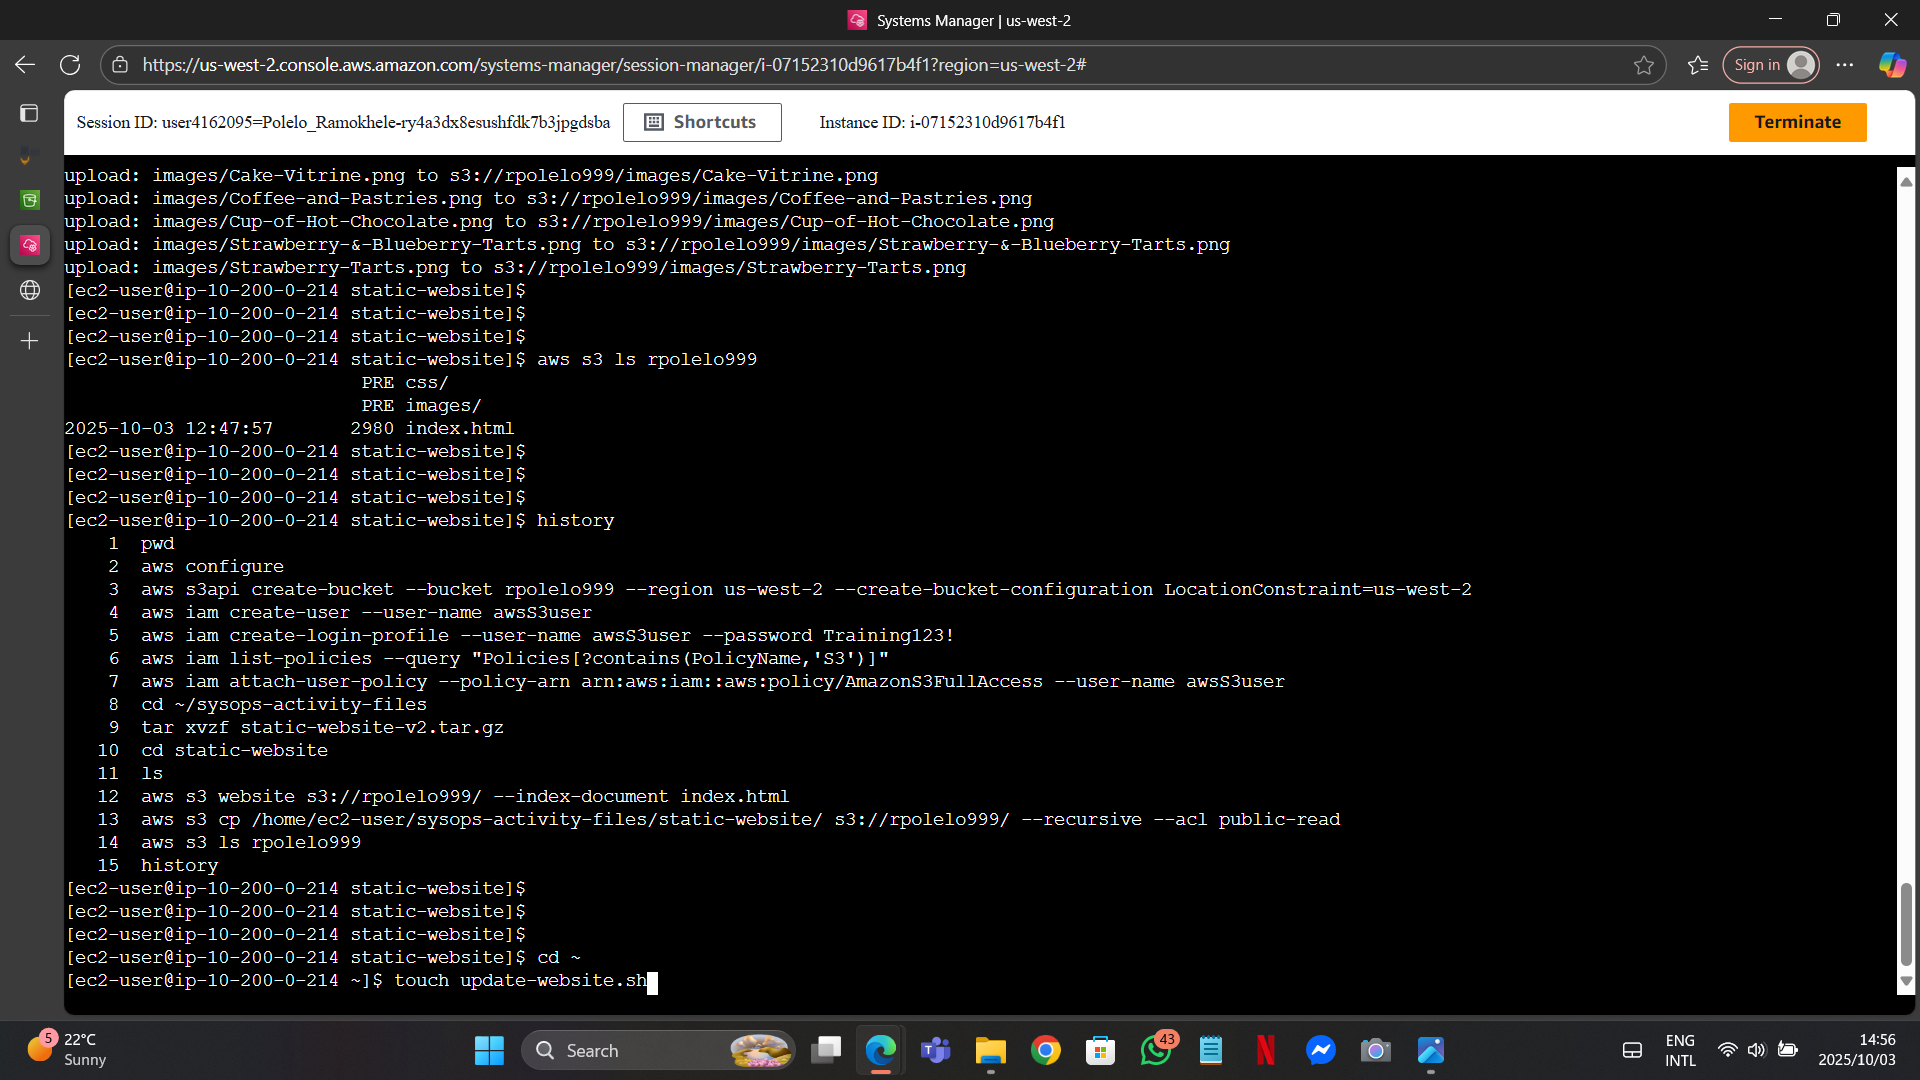 Systems Manager | us-west-2
https://us-west-2.console.aws.amazon.com/systems-manager/session-manager/i-07152310d9617b4f1?region=us-west-2#
Sign in
Session ID: user4162095=Polelo_Ramokhele-ry4a3dx8esushfdk7b3jpgdsba
Shortcuts
Instance ID: i-07152310d9617b4f1
Terminate
upload: images/Cake-Vitrine.png to s3://rpolelo999/images/Cake-Vitrine.png
upload: images/Coffee-and-Pastries.png to s3://rpolelo999/images/Coffee-and-Pastries.png
upload: images/Cup-of-Hot-Chocolate.png to s3://rpolelo999/images/Cup-of-Hot-Chocolate.png
upload: images/Strawberry-&-Blueberry-Tarts.png to s3://rpolelo999/images/Strawberry-&-Blueberry-Tarts.png
upload: images/Strawberry-Tarts.png to s3://rpolelo999/images/Strawberry-Tarts.png
[ec2-user@ip-10-200-0-214 static-website]$
[ec2-user@ip-10-200-0-214 static-website]$
[ec2-user@ip-10-200-0-214 static-website]$
[ec2-user@ip-10-200-0-214 static-website]$ aws s3 ls rpolelo999
PRE css/
PRE images/
2025-10-03 12:47:57 2980 index.html
[ec2-user@ip-10-200-0-214 static-website]$
[ec2-user@ip-10-200-0-214 static-website]$
[ec2-user@ip-10-200-0-214 static-website]$
[ec2-user@ip-10-200-0-214 static-website]$ history
1 pwd
2 aws configure
3 aws s3api create-bucket --bucket rpolelo999 --region us-west-2 --create-bucket-configuration LocationConstraint=us-west-2
4 aws iam create-user --user-name awsS3user
5 aws iam create-login-profile --user-name awsS3user --password Training123!
6 aws iam list-policies --query "Policies[?contains(PolicyName,'S3')]"
7 aws iam attach-user-policy --policy-arn arn:aws:iam::aws:policy/AmazonS3FullAccess --user-name awsS3user
8 cd ~/sysops-activity-files
9 tar xvzf static-website-v2.tar.gz
10 cd static-website
11 ls
12 aws s3 website s3://rpolelo999/ --index-document index.html
13 aws s3 cp /home/ec2-user/sysops-activity-files/static-website/ s3://rpolelo999/ --recursive --acl public-read
14 aws s3 ls rpolelo999
15 history
[ec2-user@ip-10-200-0-214 static-website]$
[ec2-user@ip-10-200-0-214 static-website]$
[ec2-user@ip-10-200-0-214 static-website]$
[ec2-user@ip-10-200-0-214 static-website]$ cd ~
[ec2-user@ip-10-200-0-214 ~]$ touch update-website.sh
5
22°C
Sunny
Search
43
ENG
INTL
14:56
2025/10/03